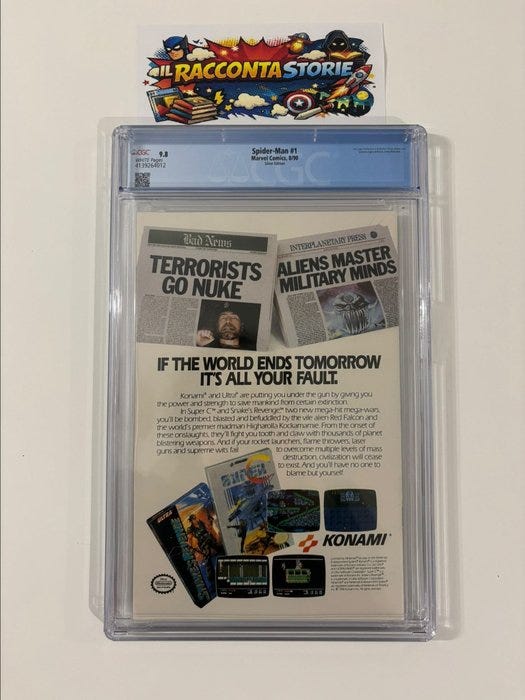 IL RACCONTASTORIE
CGC 9.8
WHITE Pages
4139264012
Spider-Man #1
Marvel Comics, 8/90
Silver Edition
CGC
Bad News
TERRORISTS
GO NUKE
INTERPLANETARY PRESS
ALIENS MASTER
MILITARY MINDS
IF THE WORLD ENDS TOMORROW
IT'S ALL YOUR FAULT.
Konami® and Ultra® are putting you under the gun by giving you
the power and strength to save mankind from certain extinction.
In Super C™ and Snake's Revenge™ two new mega-hit mega-wars,
you'll be bombed, blasted and befuddled by the vile alien Red Falcon and
the world's premier madman Higharolla Kockamamie. From the onset of
these onslaughts, they'll fight you tooth and claw with thousands of planet
blistering weapons. And if your rocket launchers, flame throwers, laser
guns and supreme wits fail to overcome multiple levels of mass
destruction, civilization will cease
to exist. And you'll have no one to
blame but yourself.
ULTRA
KONAMI®